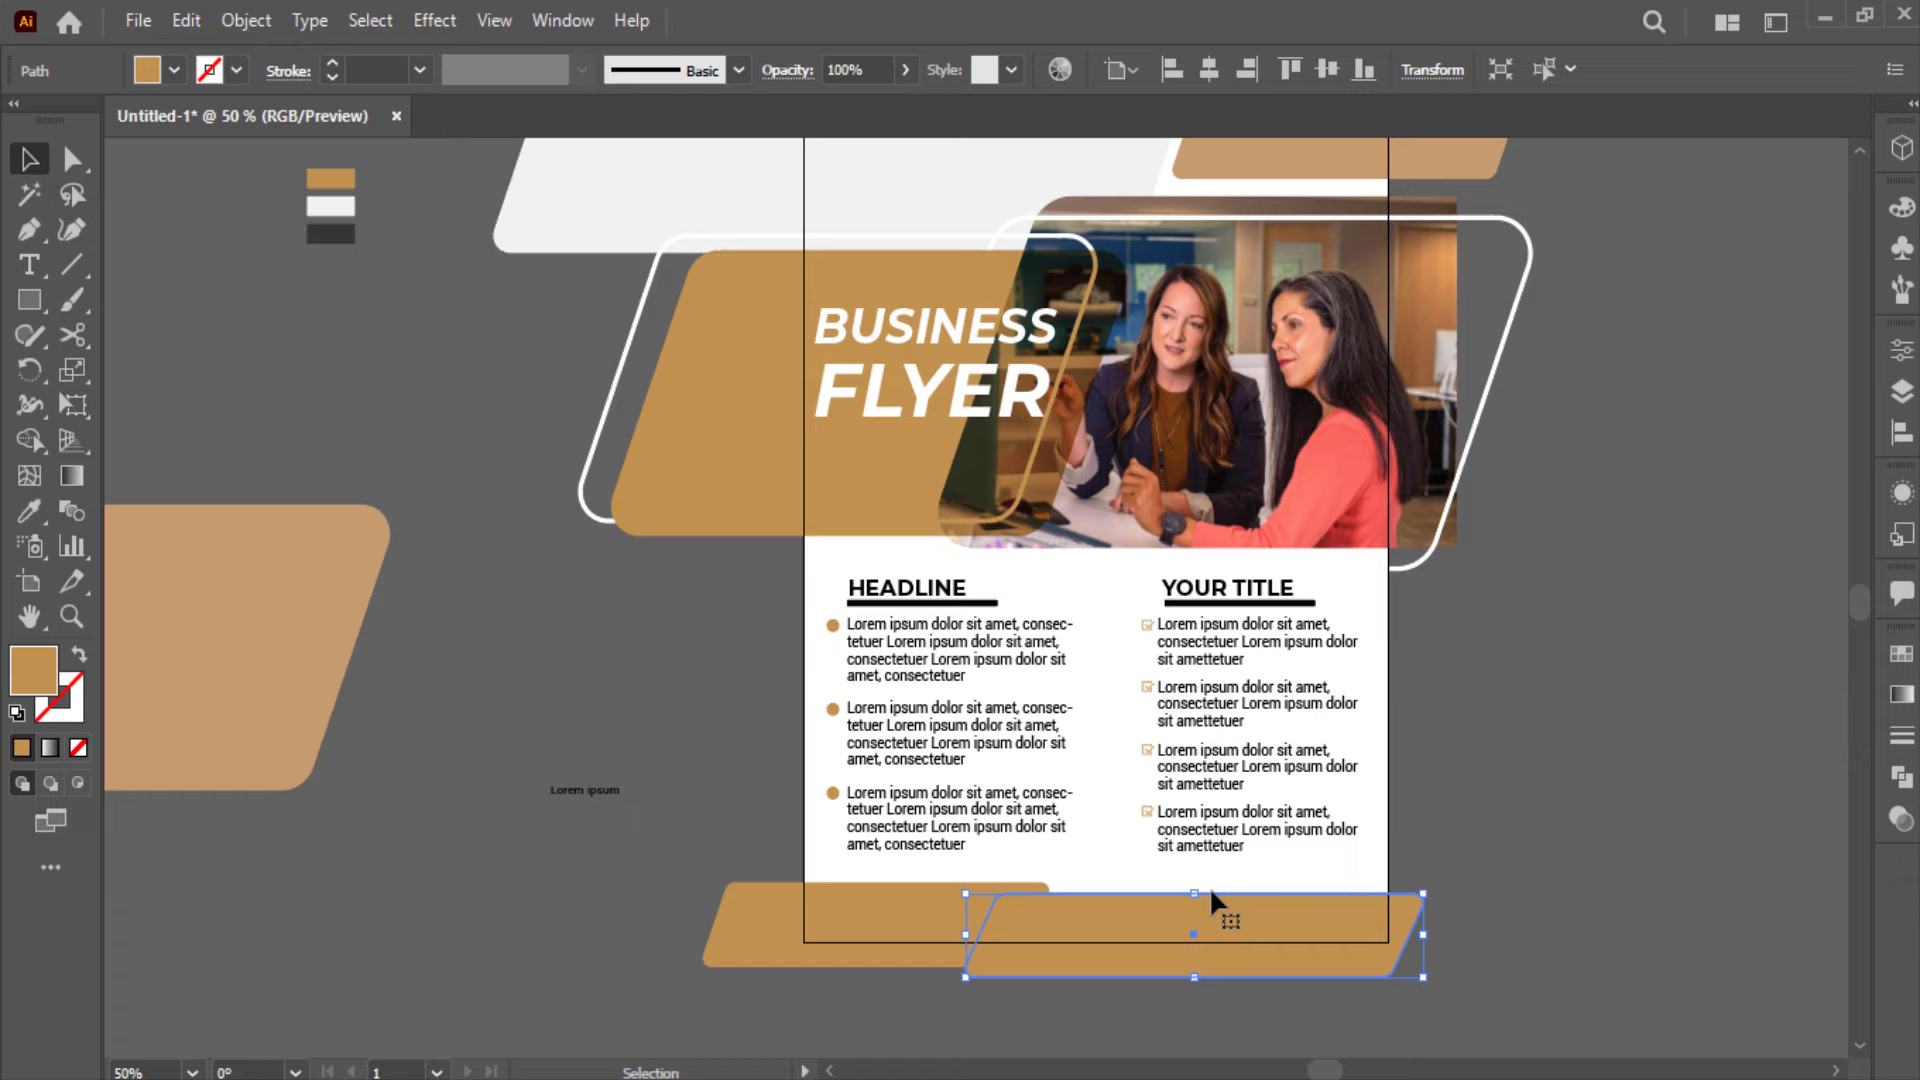 Ai
File Edit Object Type Select Effect View Window Help
Path
Stroke:
Basic
Opacity: 100%
Style:
Transform
Untitled-1* @ 50 % (RGB/Preview)
BUSINESS
FLYER
HEADLINE
Lorem ipsum dolor sit amet, consec-
tetuer Lorem ipsum dolor sit amet,
consectetuer Lorem ipsum dolor sit
amet, consectetuer
Lorem ipsum dolor sit amet, consec-
tetuer Lorem ipsum dolor sit amet,
consectetuer Lorem ipsum dolor sit
amet, consectetuer
Lorem ipsum dolor sit amet, consec-
tetuer Lorem ipsum dolor sit amet,
consectetuer Lorem ipsum dolor sit
amet, consectetuer
YOUR TITLE
Lorem ipsum dolor sit amet,
consectetuer Lorem ipsum dolor
sit amettetuer
Lorem ipsum dolor sit amet,
consectetuer Lorem ipsum dolor
sit amettetuer
Lorem ipsum dolor sit amet,
consectetuer Lorem ipsum dolor
sit amettetuer
Lorem ipsum dolor sit amet,
consectetuer Lorem ipsum dolor
sit amettetuer
Lorem ipsum
50% 0° 1 Selection